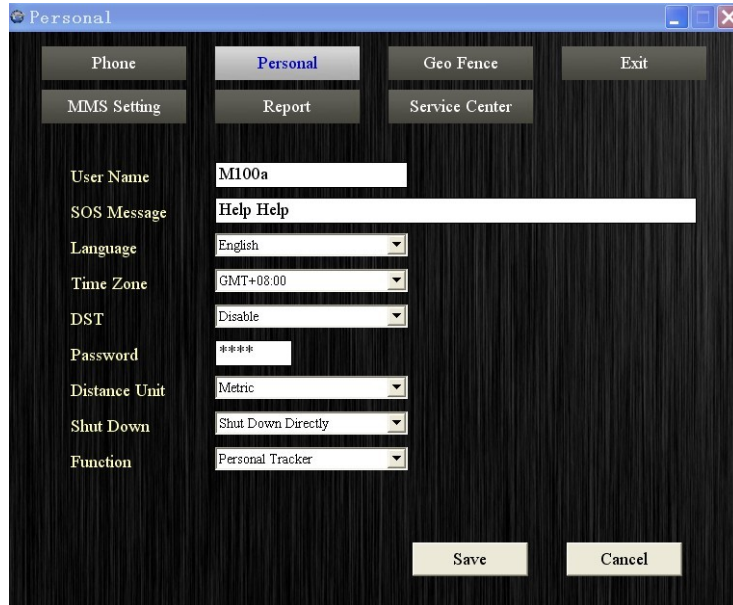 Personal
Phone Personal Geo Fence Exit
MMS Setting Report Service Center
User Name M100a
SOS Message Help Help
Language English
Time Zone GMT+08:00
DST Disable
Password ****
Distance Unit Metric
Shut Down Shut Down Directly
Function Personal Tracker
Save Cancel